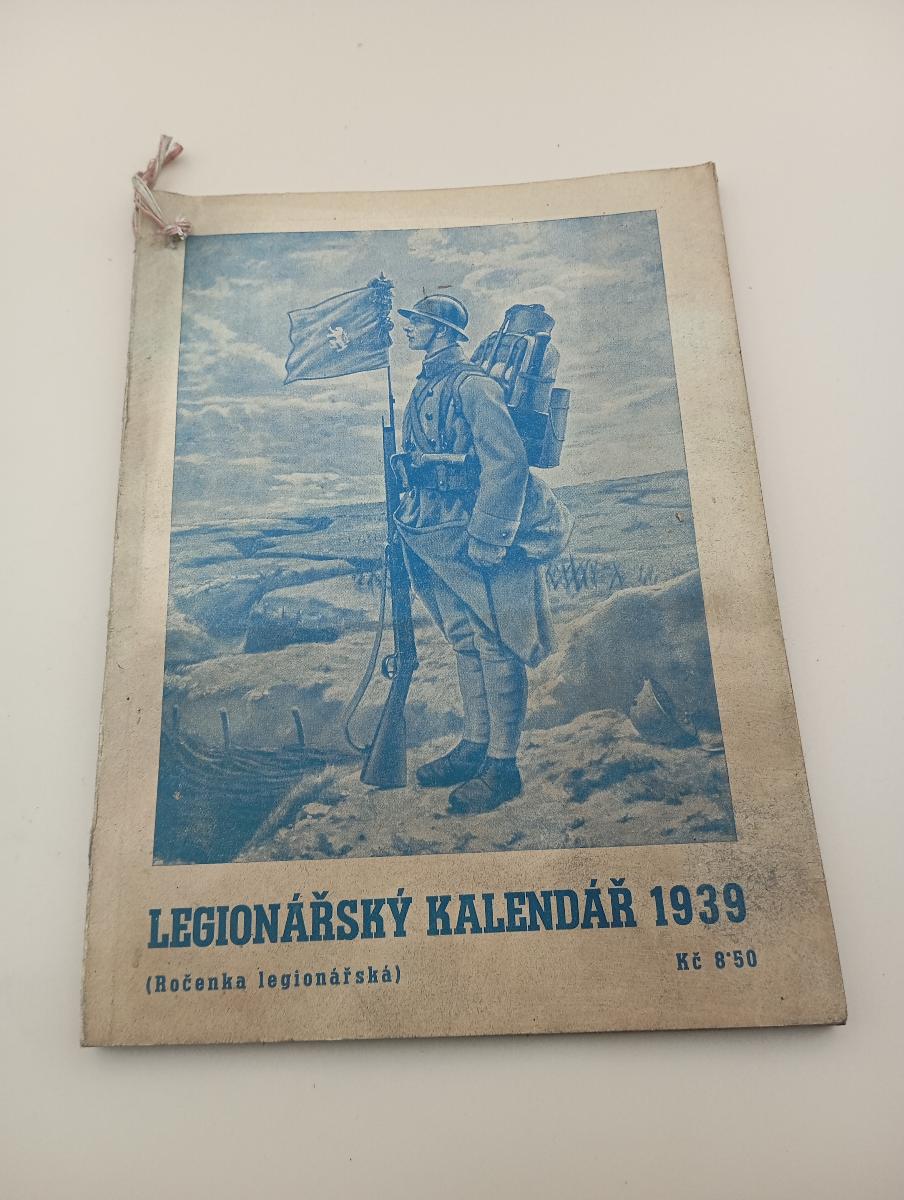 LEGIONÁŘSKÝ KALENDÁŘ 1939
(Ročenka legionářská)
Kč 8·50